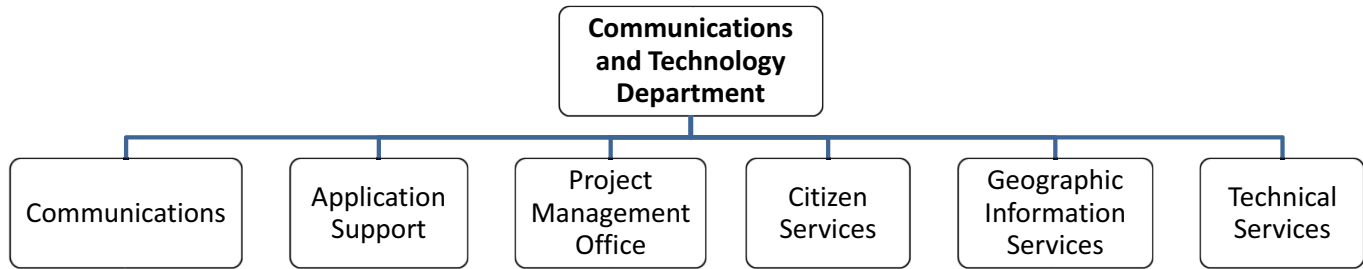 Communications
and Technology
Department
Communications
Application
Support
Project
Management
Office
Citizen
Services
Geographic
Information
Services
Technical
Services